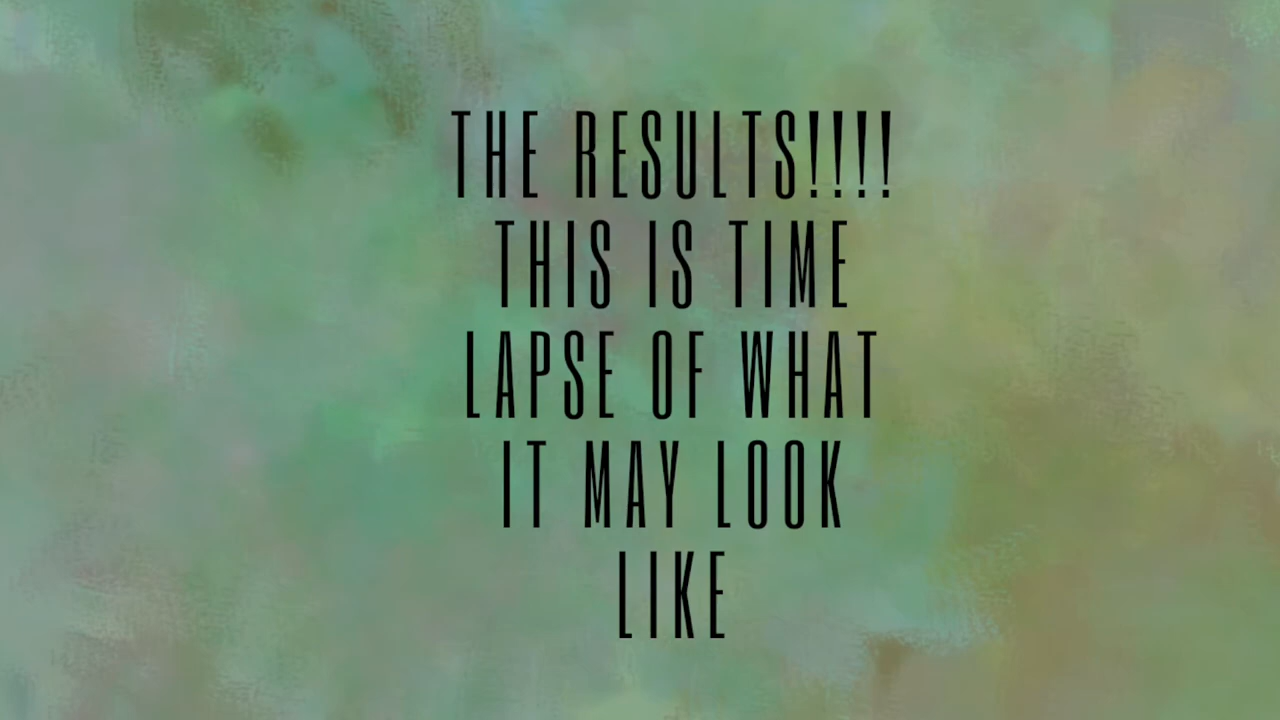 THE RESULTS!!!!
THIS IS TIME
LAPSE OF WHAT
IT MAY LOOK
LIKE